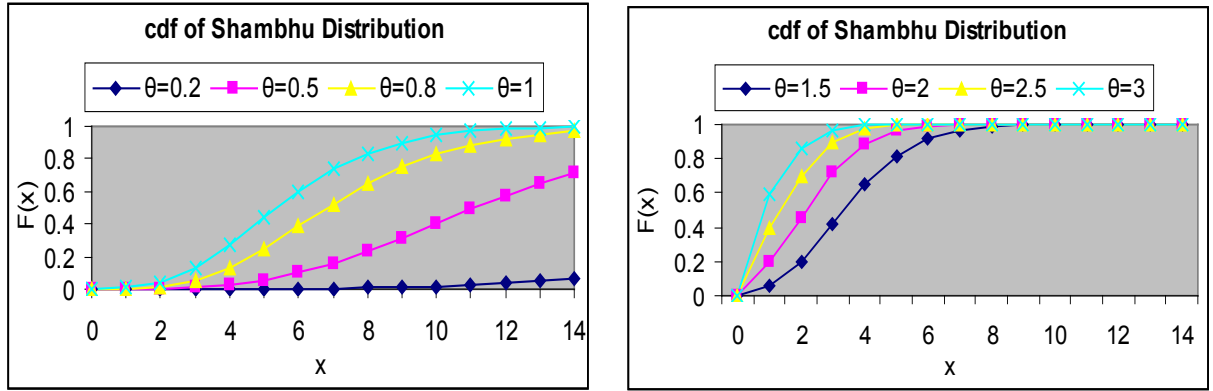 cdf of Shambhu Distribution
θ=0.2 θ=0.5 θ=0.8 θ=1
1
0.8
0.6
0.4
0.2
0
F(x)
0 2 4 6 8 10 12 14
x
cdf of Shambhu Distribution
θ=1.5 θ=2 θ=2.5 θ=3
1
0.8
0.6
0.4
0.2
0
F(x)
0 2 4 6 8 10 12 14
x